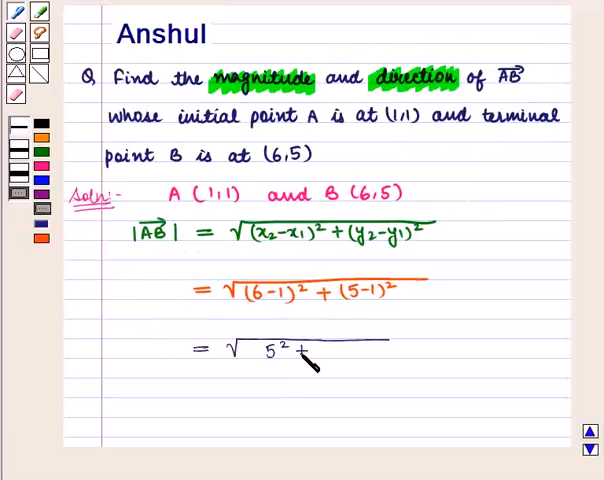 Anshul
Q Find the magnitude and direction of \overrightarrow{AB}
whose initial point A is at (1,1) and terminal
point B is at (6,5)
Soln:- A (1,1) and B (6,5)
|\overrightarrow{AB}| = √(x₂-x₁)² + (y₂-y₁)²
= √(6-1)² + (5-1)²
= √ 5² +